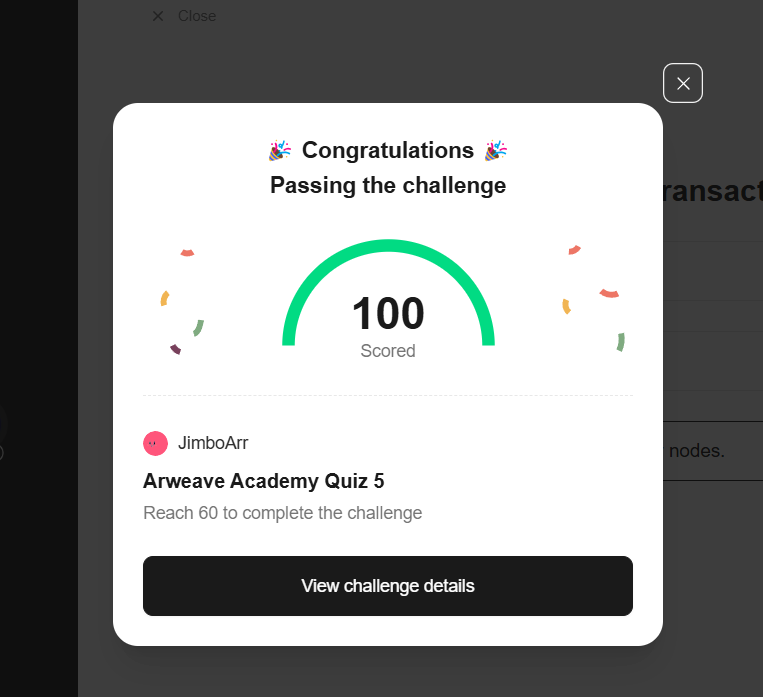 Close
🎉 Congratulations 🎉
Passing the challenge
ransact
100
Scored
nodes.
JimboArr
Arweave Academy Quiz 5
Reach 60 to complete the challenge
View challenge details